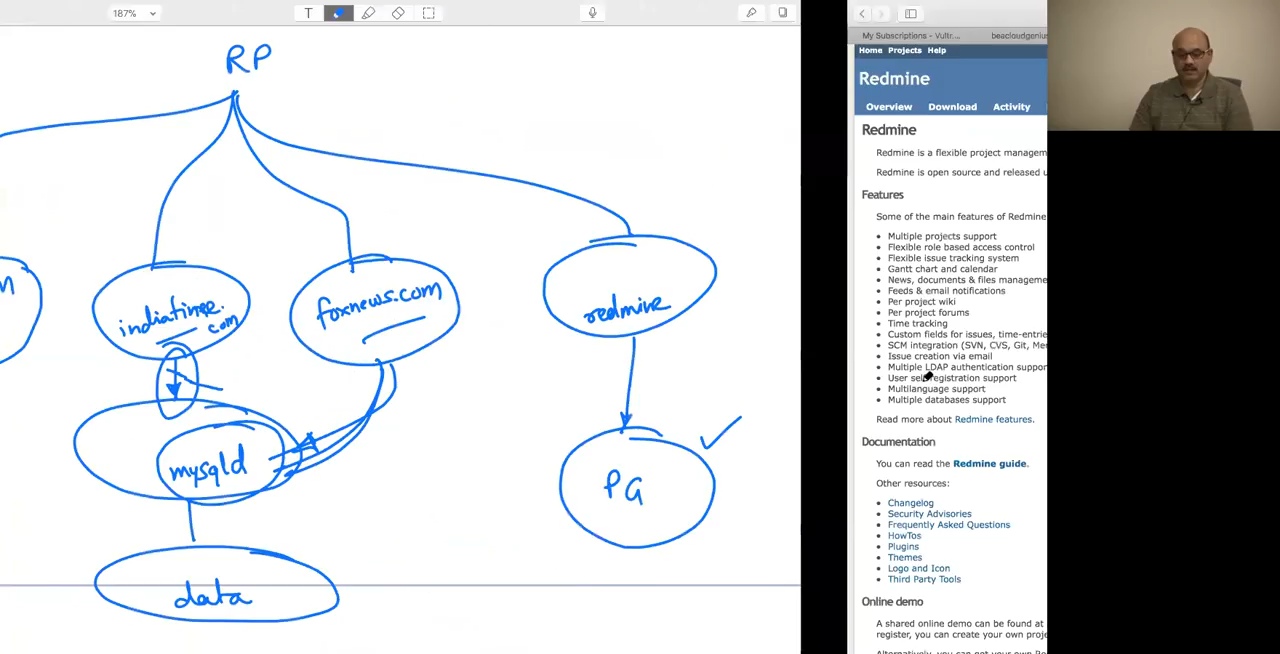 187%
T
RP
n
indiatimes.
com
foxnews.com
redmine
mysqld
PG
data
My Subscriptions - Vultr....
beacloudgenius
Home Projects Help
Redmine
Overview Download Activity
Redmine
Redmine is a flexible project managem
Redmine is open source and released u
Features
Some of the main features of Redmine
Multiple projects support
Flexible role based access control
Flexible issue tracking system
Gantt chart and calendar
News, documents & files manageme
Feeds & email notifications
Per project wiki
Per project forums
Time tracking
Custom fields for issues, time-entrie
SCM integration (SVN, CVS, Git, Mer
Issue creation via email
Multiple LDAP authentication suppor
User self-registration support
Multilanguage support
Multiple databases support
Read more about Redmine features.
Documentation
You can read the Redmine guide.
Other resources:
Changelog
Security Advisories
Frequently Asked Questions
HowTos
Plugins
Themes
Logo and Icon
Third Party Tools
Online demo
A shared online demo can be found at
register, you can create your own proje